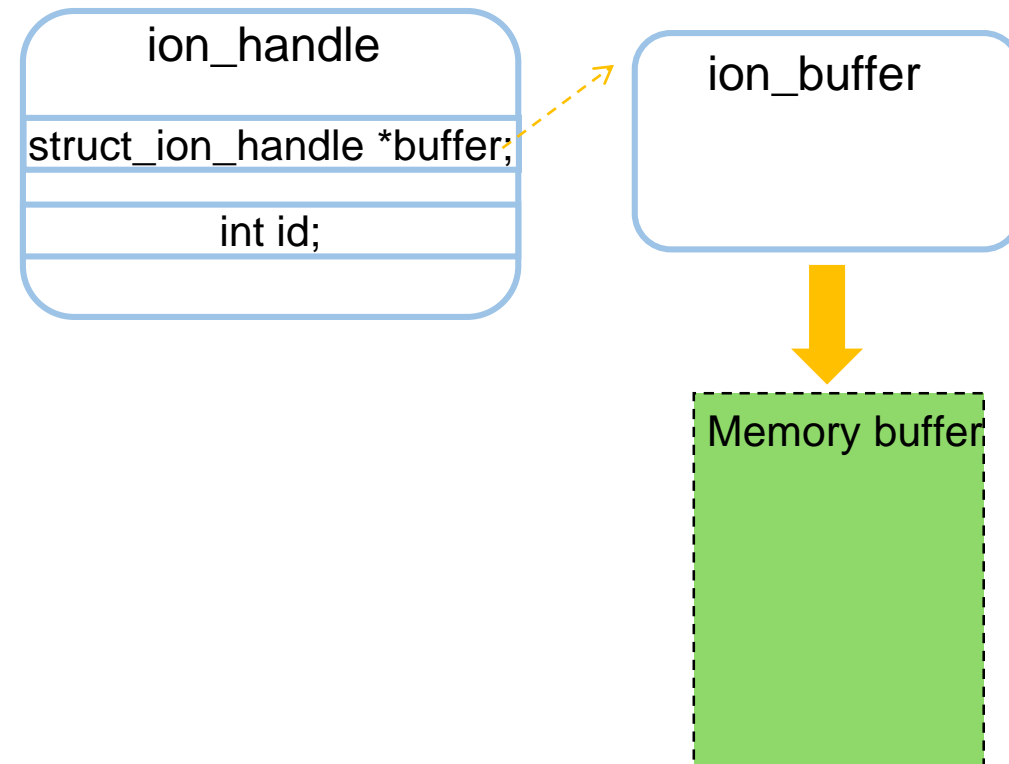 ion_handle
struct_ion_handle *buffer;
int id;
ion_buffer
Memory buffer